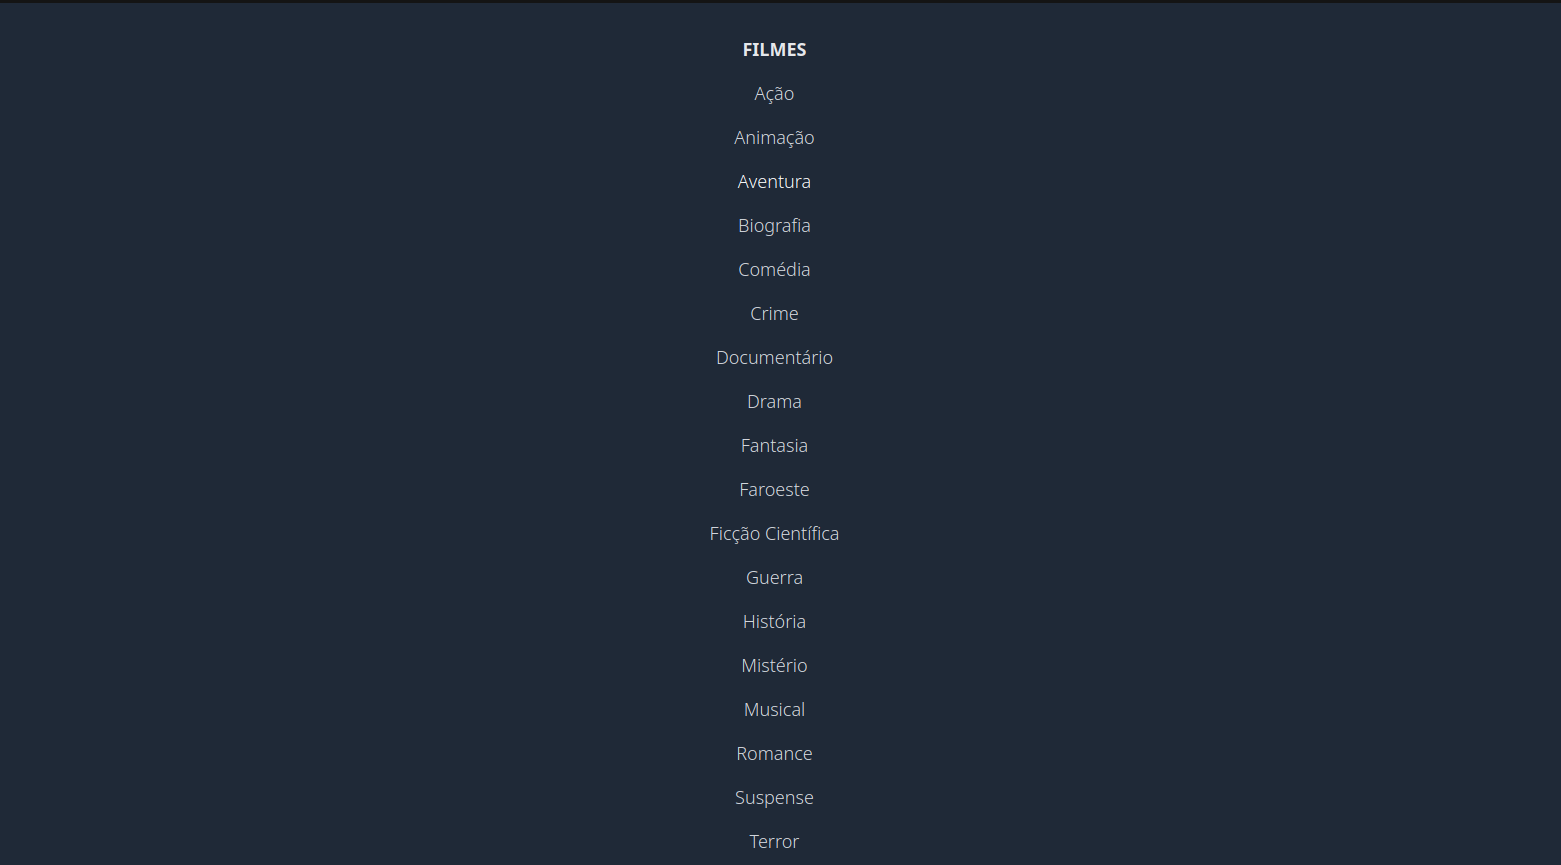 FILMES
Ação
Animação
Aventura
Biografia
Comédia
Crime
Documentário
Drama
Fantasia
Faroeste
Ficção Científica
Guerra
História
Mistério
Musical
Romance
Suspense
Terror